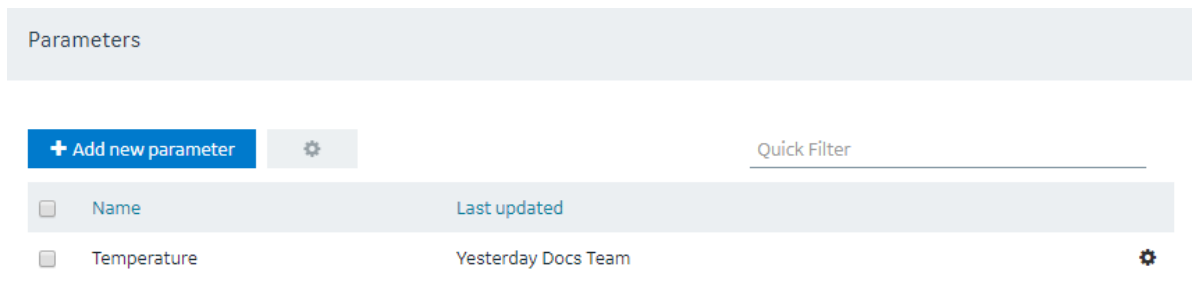 Parameters
Add new parameter
Quick Filter
Name Last updated
Temperature Yesterday Docs Team